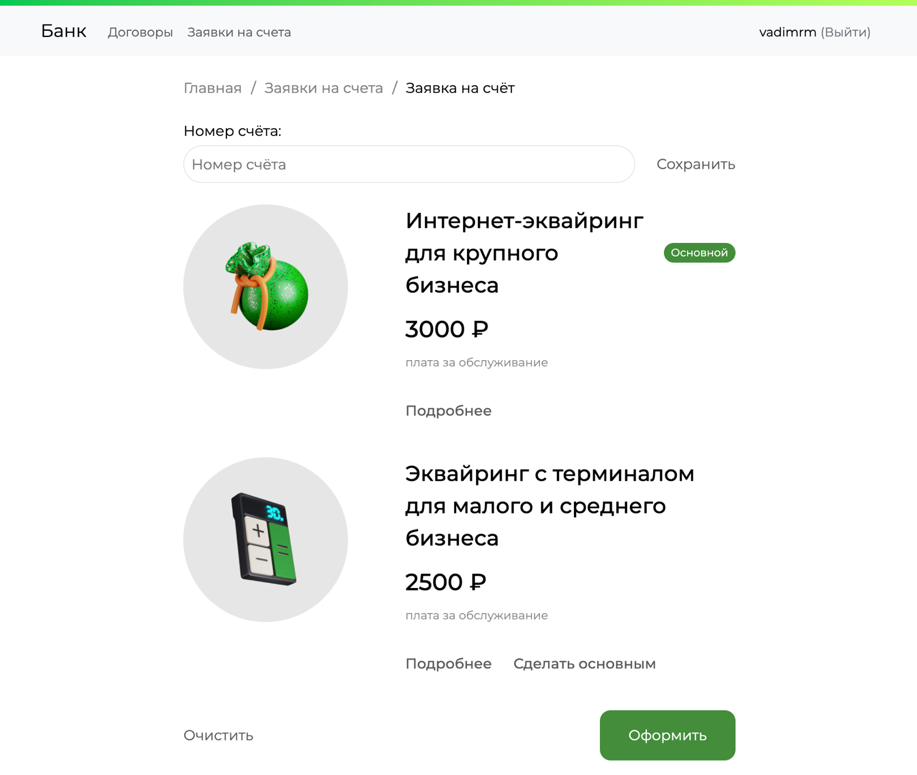 Банк Договоры Заявки на счета vadimrm (Выйти)
Главная / Заявки на счета / Заявка на счёт
Номер счёта:
Номер счёта Сохранить
Интернет-эквайринг
для крупного
Основной
бизнеса
3000 ₽
плата за обслуживание
Подробнее
30.
+
=
−
Эквайринг с терминалом
для малого и среднего
бизнеса
2500 ₽
плата за обслуживание
Подробнее Сделать основным
Очистить Оформить